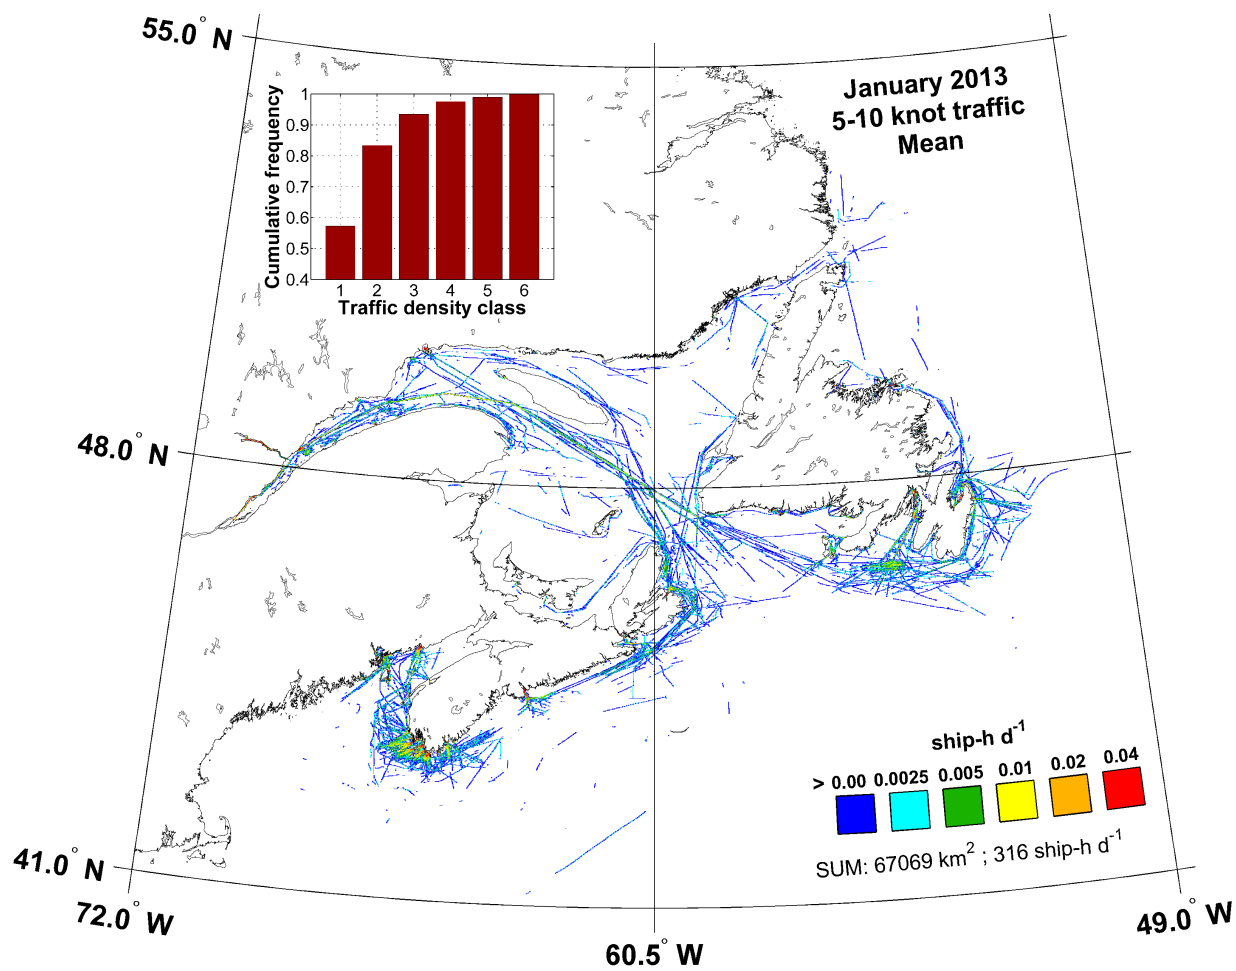 55.0° N
January 2013
5-10 knot traffic
Mean
Cumulative frequency
1
0.9
0.8
0.7
0.6
0.5
0.4
1 2 3 4 5 6
Traffic density class
48.0° N
ship-h d⁻¹
> 0.00 0.0025 0.005 0.01 0.02 0.04
SUM: 67069 km² ; 316 ship-h d⁻¹
41.0° N
72.0° W
60.5° W
49.0° W